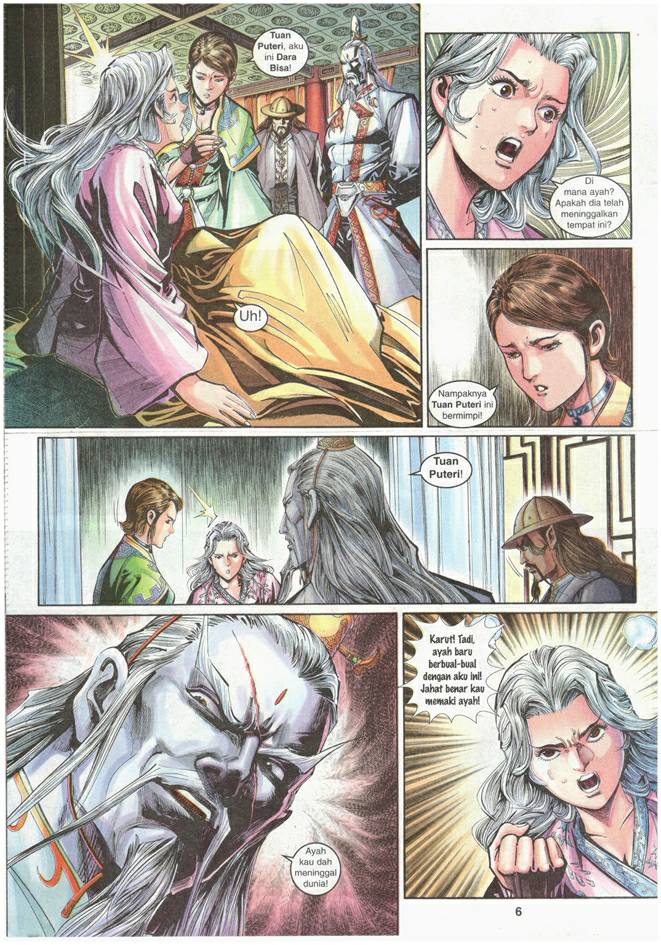 Tuan
Puteri, aku
ini Dara
Bisa!
Uh!
Di
mana ayah?
Apakah dia telah
meninggalkan
tempat ini?
Nampaknya
Tuan Puteri ini
bermimpi!
Tuan
Puteri!
Ayah
kau dah
meninggal
dunia!
Karut! Tadi,
ayah baru
berbual-bual
dengan aku ini!
Jahat benar kau
memaki ayah!
6